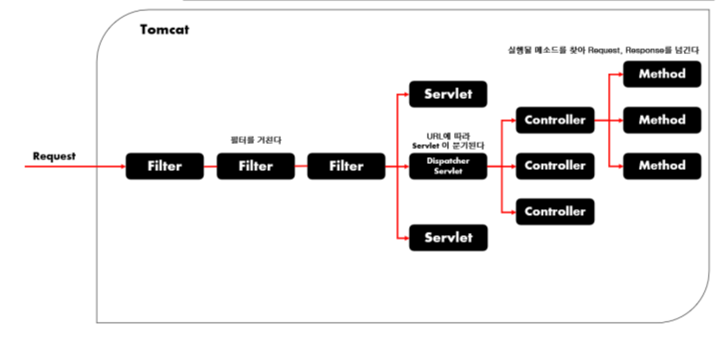 Tomcat
실행될 메소드를 찾아 Request, Response를 넘긴다
Method
Servlet
Controller
Method
필터를 거친다
URL에 따라
Servlet 이 분기된다
Request
Filter
Filter
Filter
Dispatcher
Servlet
Controller
Method
Controller
Servlet